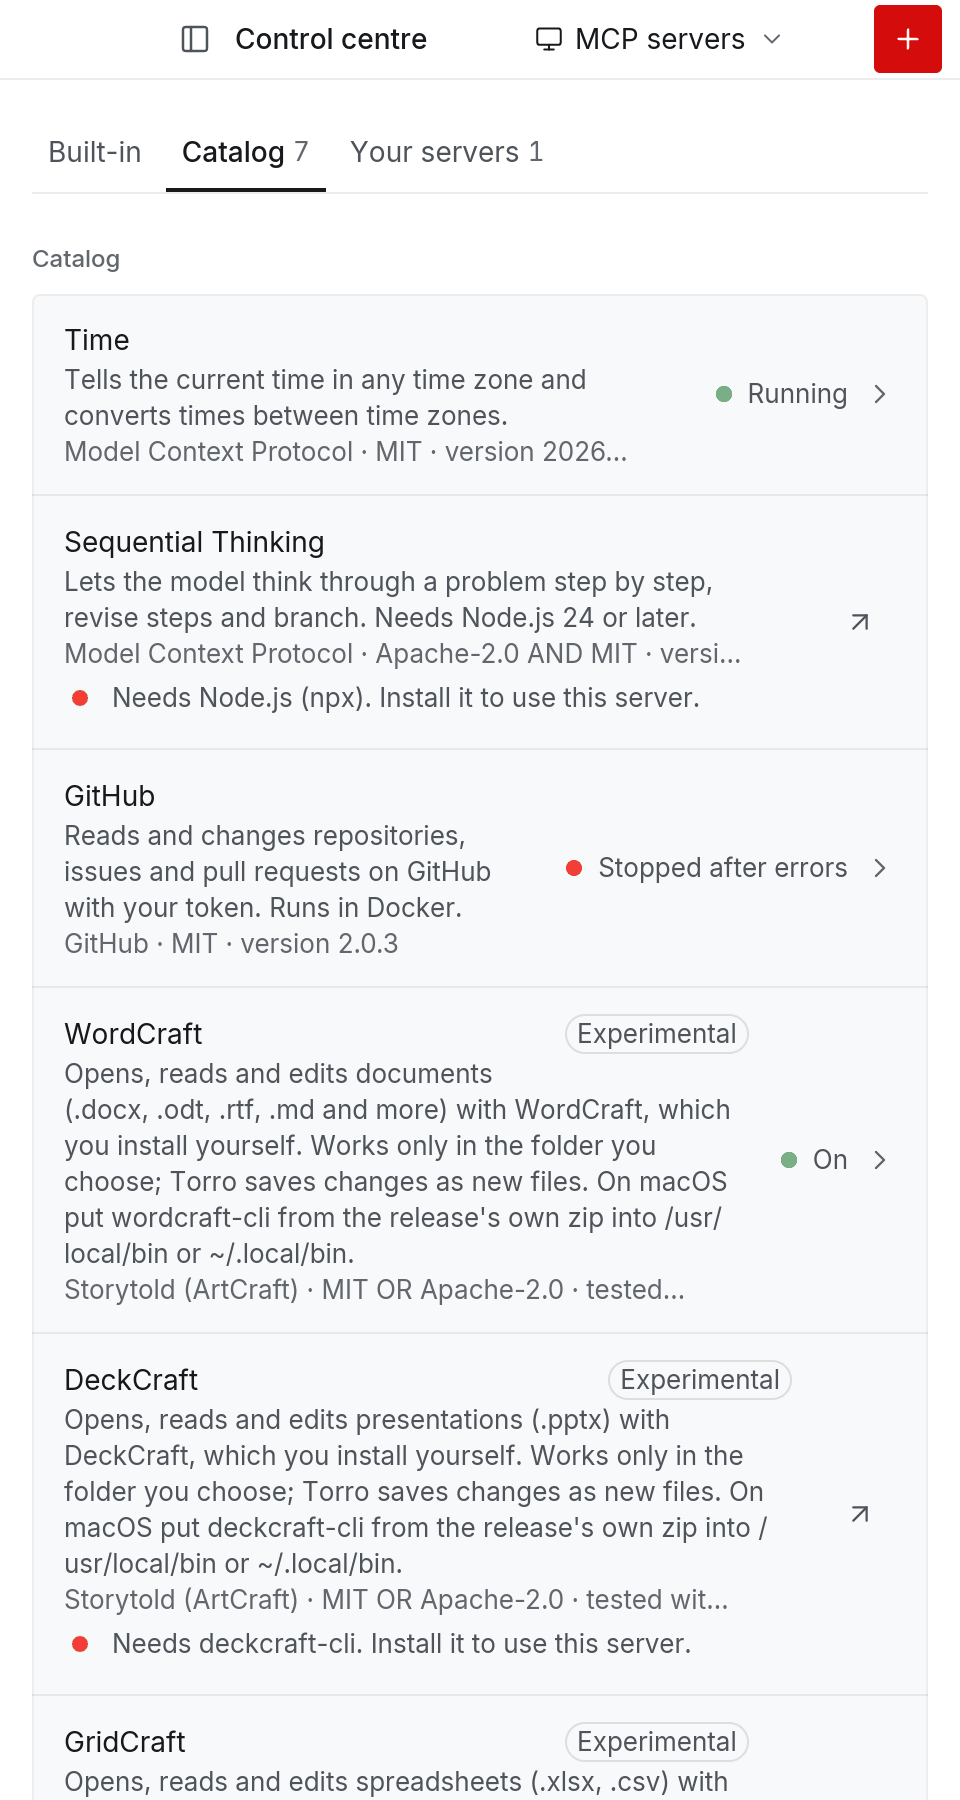 Control centre
MCP servers
Built-in
Catalog 7
Your servers 1
Catalog
Time
Tells the current time in any time zone and
converts times between time zones.
Model Context Protocol · MIT · version 2026...
Running
Sequential Thinking
Lets the model think through a problem step by step,
revise steps and branch. Needs Node.js 24 or later.
Model Context Protocol · Apache-2.0 AND MIT · versi...
Needs Node.js (npx). Install it to use this server.
GitHub
Reads and changes repositories,
issues and pull requests on GitHub
with your token. Runs in Docker.
GitHub · MIT · version 2.0.3
Stopped after errors
WordCraft
Experimental
Opens, reads and edits documents
(.docx, .odt, .rtf, .md and more) with WordCraft, which
you install yourself. Works only in the folder you
choose; Torro saves changes as new files. On macOS
put wordcraft-cli from the release's own zip into /usr/
local/bin or ~/.local/bin.
Storytold (ArtCraft) · MIT OR Apache-2.0 · tested...
On
DeckCraft
Experimental
Opens, reads and edits presentations (.pptx) with
DeckCraft, which you install yourself. Works only in the
folder you choose; Torro saves changes as new files. On
macOS put deckcraft-cli from the release's own zip into /
usr/local/bin or ~/.local/bin.
Storytold (ArtCraft) · MIT OR Apache-2.0 · tested wit...
Needs deckcraft-cli. Install it to use this server.
GridCraft
Experimental
Opens, reads and edits spreadsheets (.xlsx, .csv) with